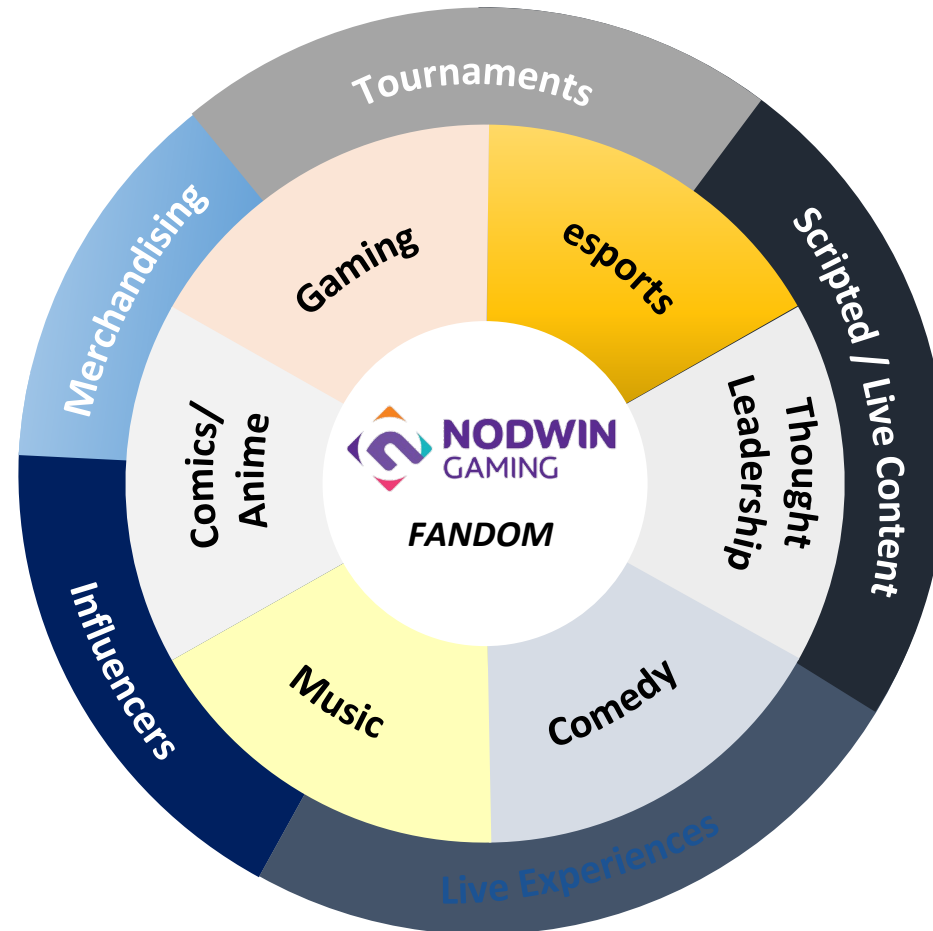 Tournaments
Scripted / Live Content
Live Experiences
Influencers
Merchandising
Gaming
esports
Thought
Leadership
Comedy
Music
Comics/
Anime
NODWIN
GAMING
FANDOM